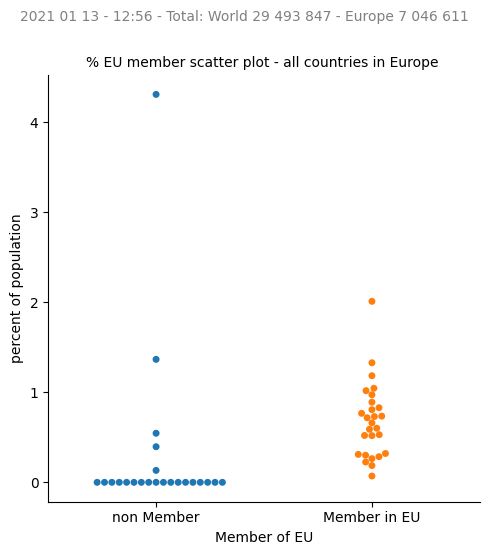 2021 01 13 - 12:56 - Total: World 29 493 847 - Europe 7 046 611
% EU member scatter plot - all countries in Europe
percent of population
4
3
2
1
0
non Member
Member in EU
Member of EU